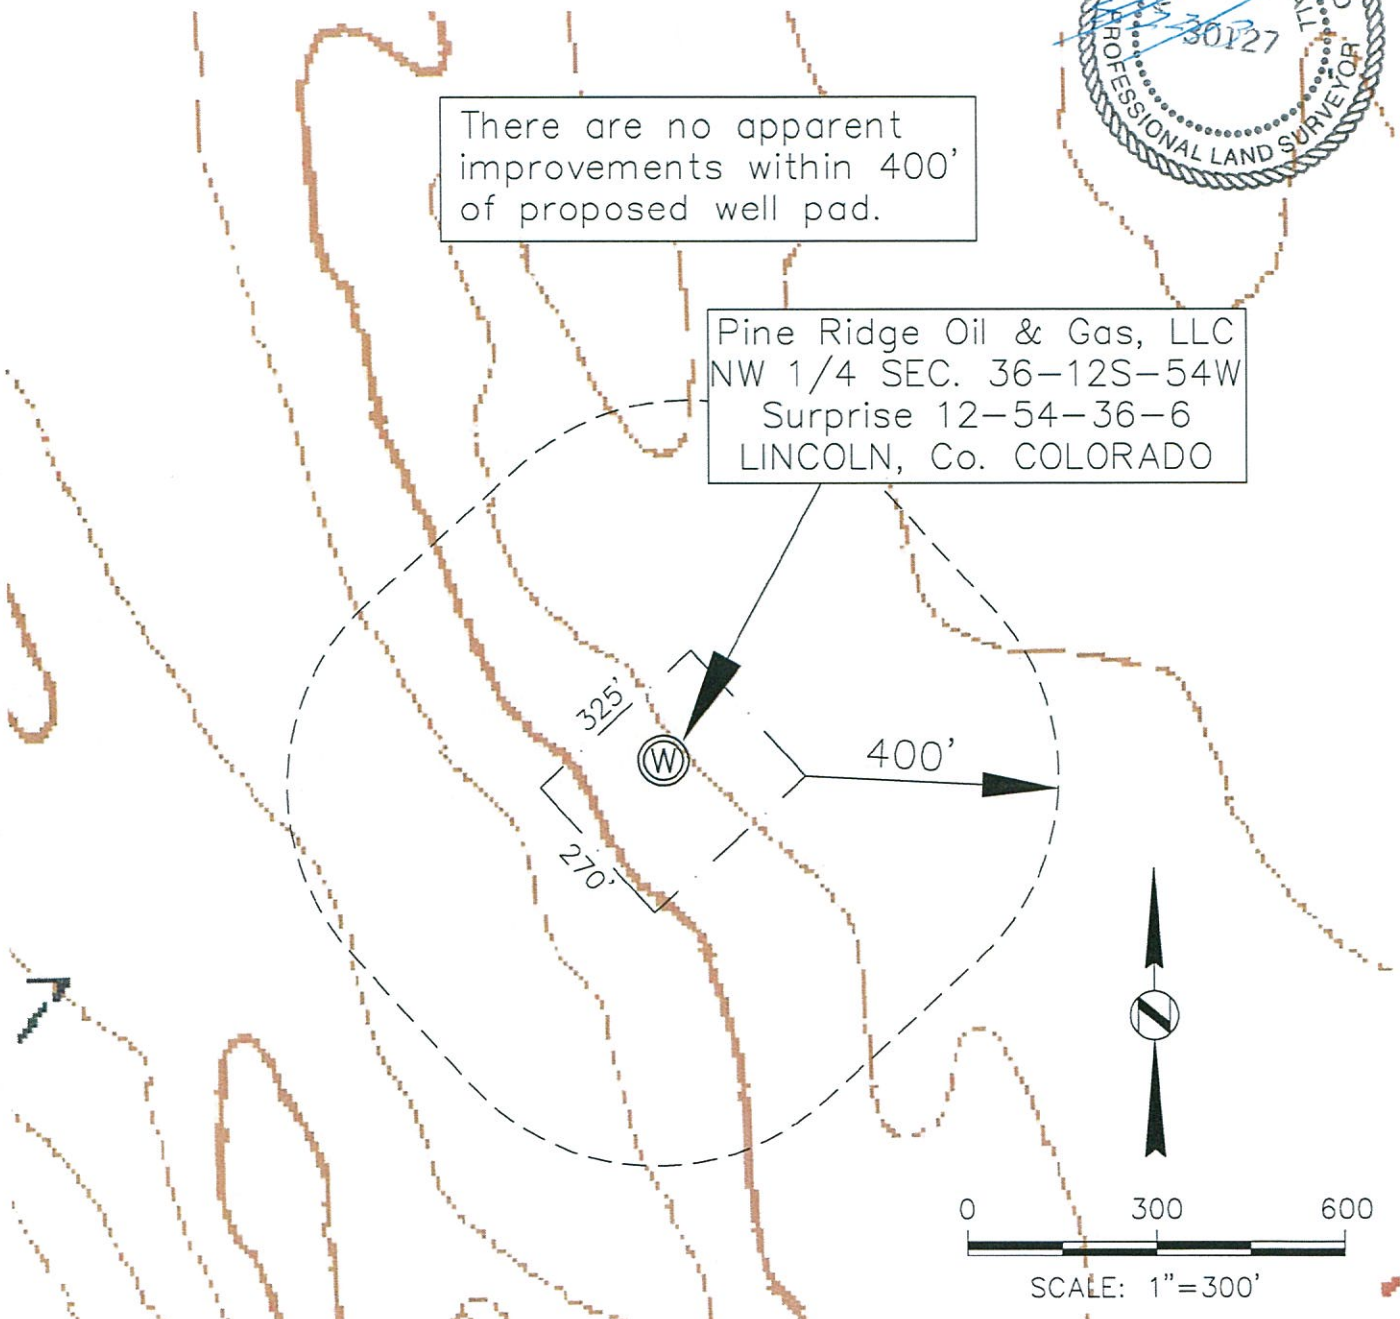 30127
PROFESSIONAL LAND SURVEYOR
There are no apparent
improvements within 400'
of proposed well pad.
Pine Ridge Oil & Gas, LLC
NW 1/4 SEC. 36-12S-54W
Surprise 12-54-36-6
LINCOLN, Co. COLORADO
325'
W
400'
270'
N
0 300 600
SCALE: 1"=300'